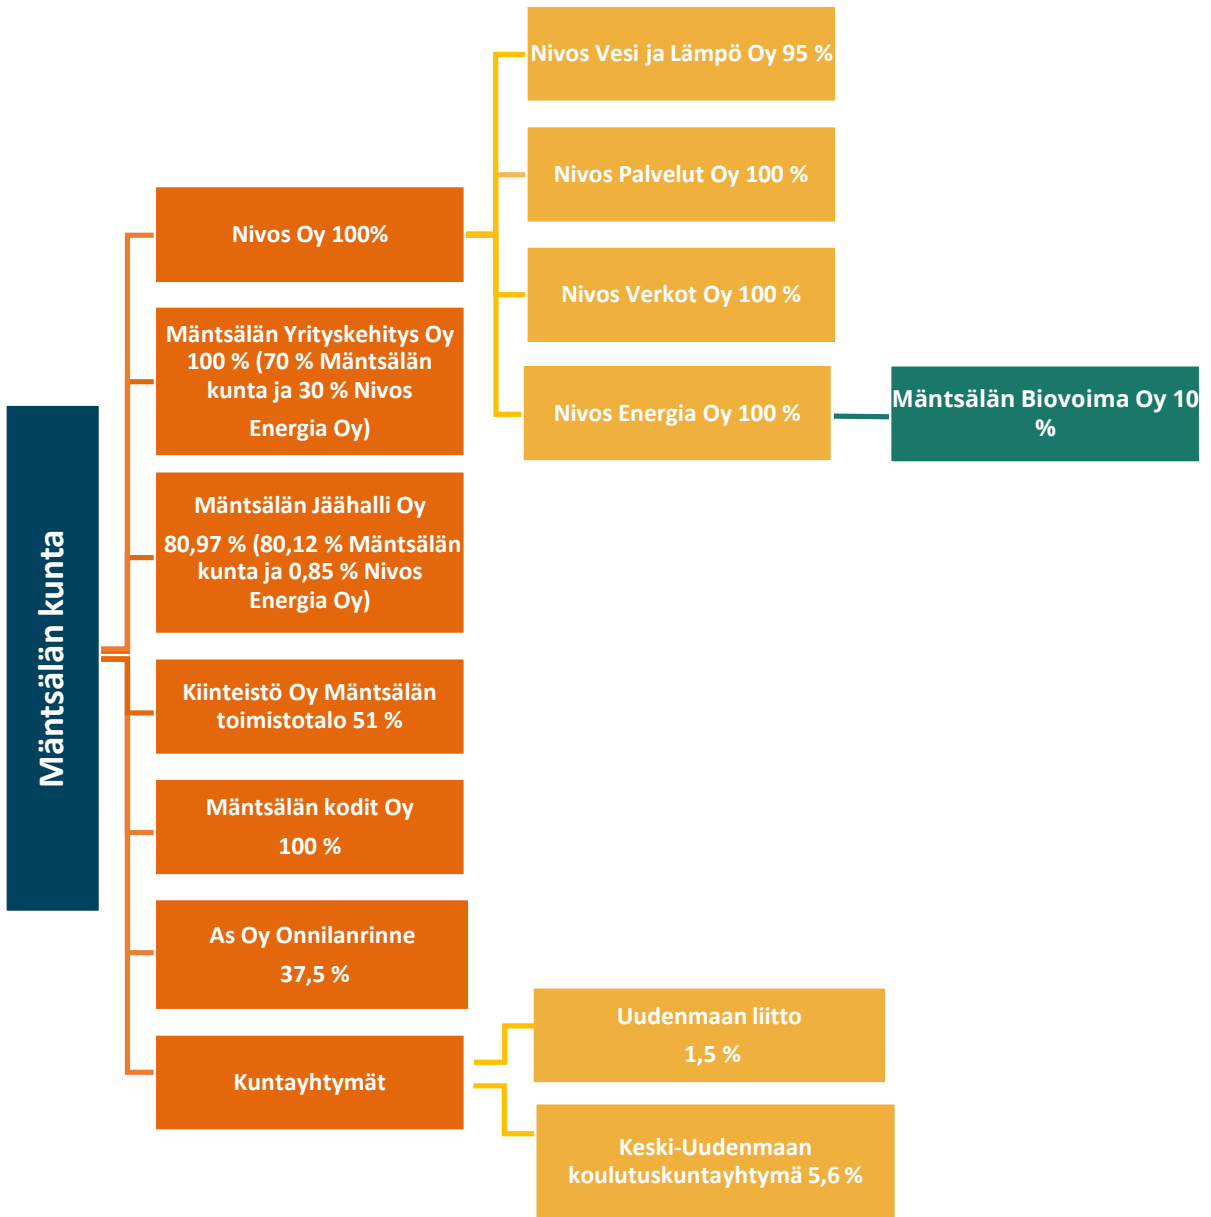 Mäntsälän kunta
Nivos Oy 100%
Nivos Vesi ja Lämpö Oy 95 %
Nivos Palvelut Oy 100 %
Nivos Verkot Oy 100 %
Nivos Energia Oy 100 %
Mäntsälän Biovoima Oy 10
%
Mäntsälän Yrityskehitys Oy
100 % (70 % Mäntsälän
kunta ja 30 % Nivos
Energia Oy)
Mäntsälän Jäähalli Oy
80,97 % (80,12 % Mäntsälän
kunta ja 0,85 % Nivos
Energia Oy)
Kiinteistö Oy Mäntsälän
toimistotalo 51 %
Mäntsälän kodit Oy
100 %
As Oy Onnilanrinne
37,5 %
Kuntayhtymät
Uudenmaan liitto
1,5 %
Keski-Uudenmaan
koulutuskuntayhtymä 5,6 %